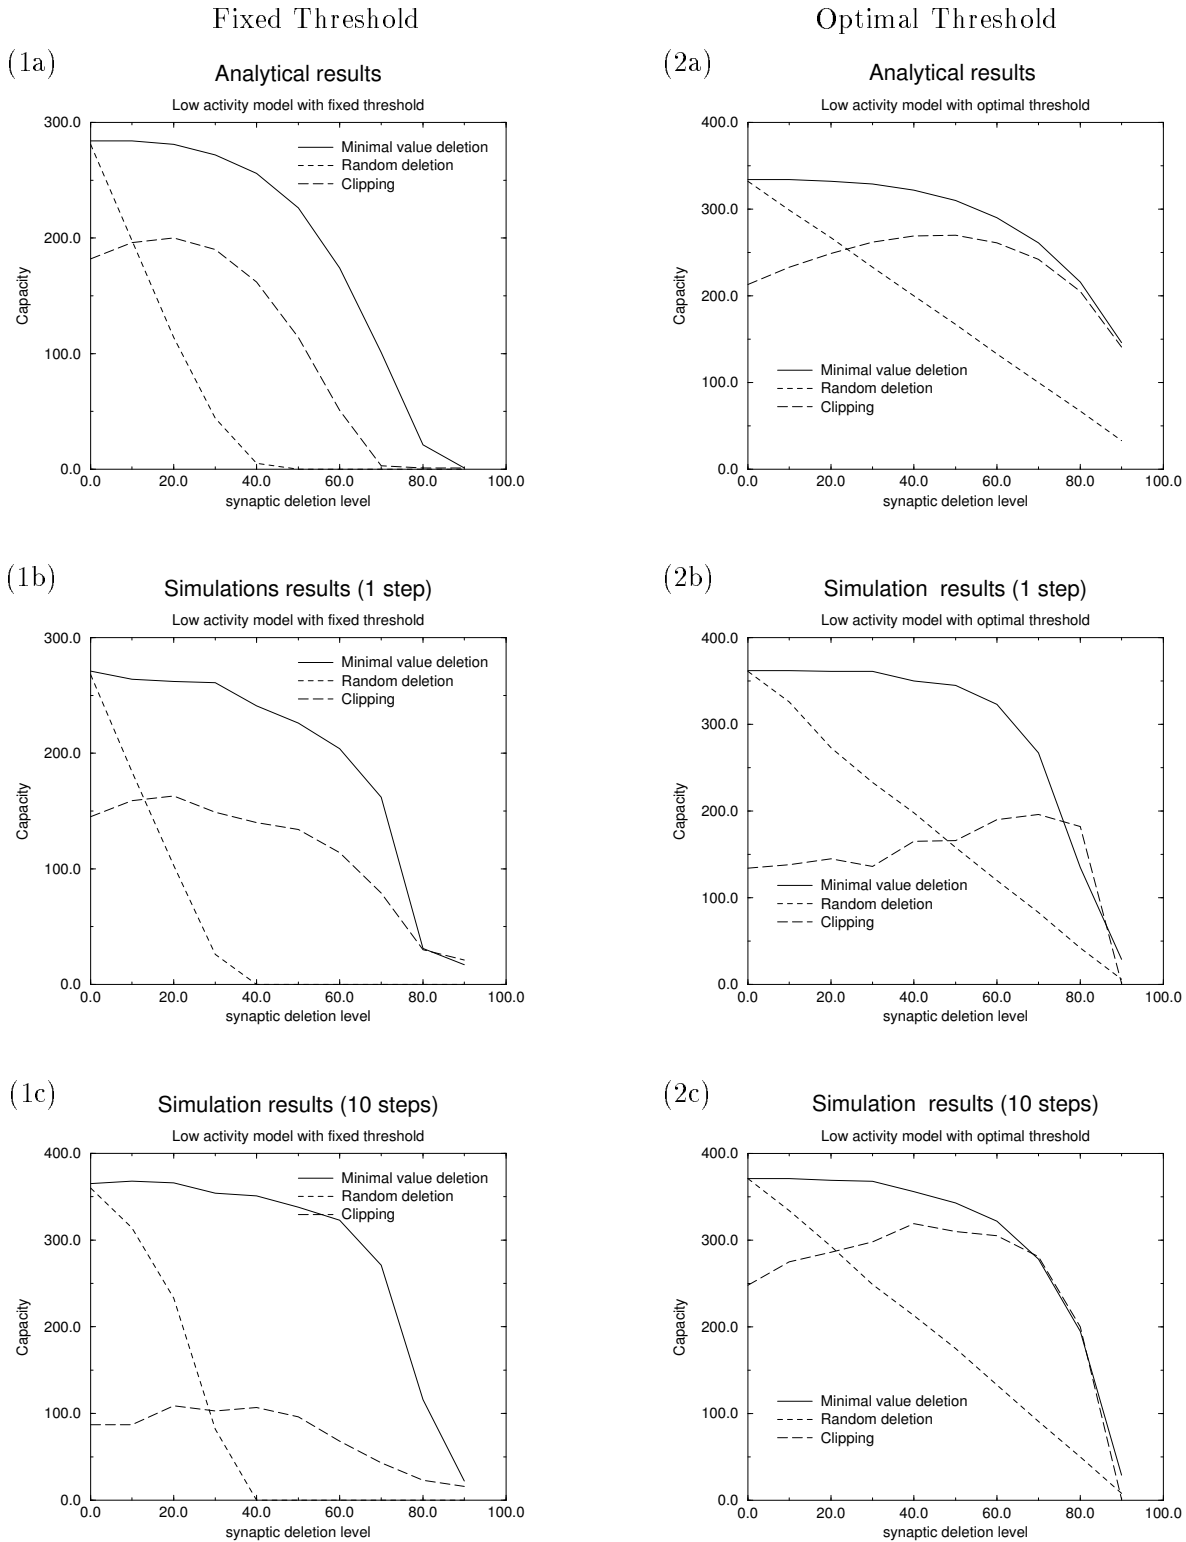 Fixed Threshold
Optimal Threshold
(1a)
Analytical results
Low activity model with fixed threshold
300.0
200.0
100.0
0.0
Capacity
Minimal value deletion
Random deletion
Clipping
0.0 20.0 40.0 60.0 80.0 100.0
synaptic deletion level
(2a)
Analytical results
Low activity model with optimal threshold
400.0
300.0
200.0
100.0
0.0
Capacity
Minimal value deletion
Random deletion
Clipping
0.0 20.0 40.0 60.0 80.0 100.0
synaptic deletion level
(1b)
Simulations results (1 step)
Low activity model with fixed threshold
300.0
200.0
100.0
0.0
Capacity
Minimal value deletion
Random deletion
Clipping
0.0 20.0 40.0 60.0 80.0 100.0
synaptic deletion level
(2b)
Simulation results (1 step)
Low activity model with optimal threshold
400.0
300.0
200.0
100.0
0.0
Capacity
Minimal value deletion
Random deletion
Clipping
0.0 20.0 40.0 60.0 80.0 100.0
synaptic deletion level
(1c)
Simulation results (10 steps)
Low activity model with fixed threshold
400.0
300.0
200.0
100.0
0.0
Capacity
Minimal value deletion
Random deletion
Clipping
0.0 20.0 40.0 60.0 80.0 100.0
synaptic deletion level
(2c)
Simulation results (10 steps)
Low activity model with optimal threshold
400.0
300.0
200.0
100.0
0.0
Capacity
Minimal value deletion
Random deletion
Clipping
0.0 20.0 40.0 60.0 80.0 100.0
synaptic deletion level